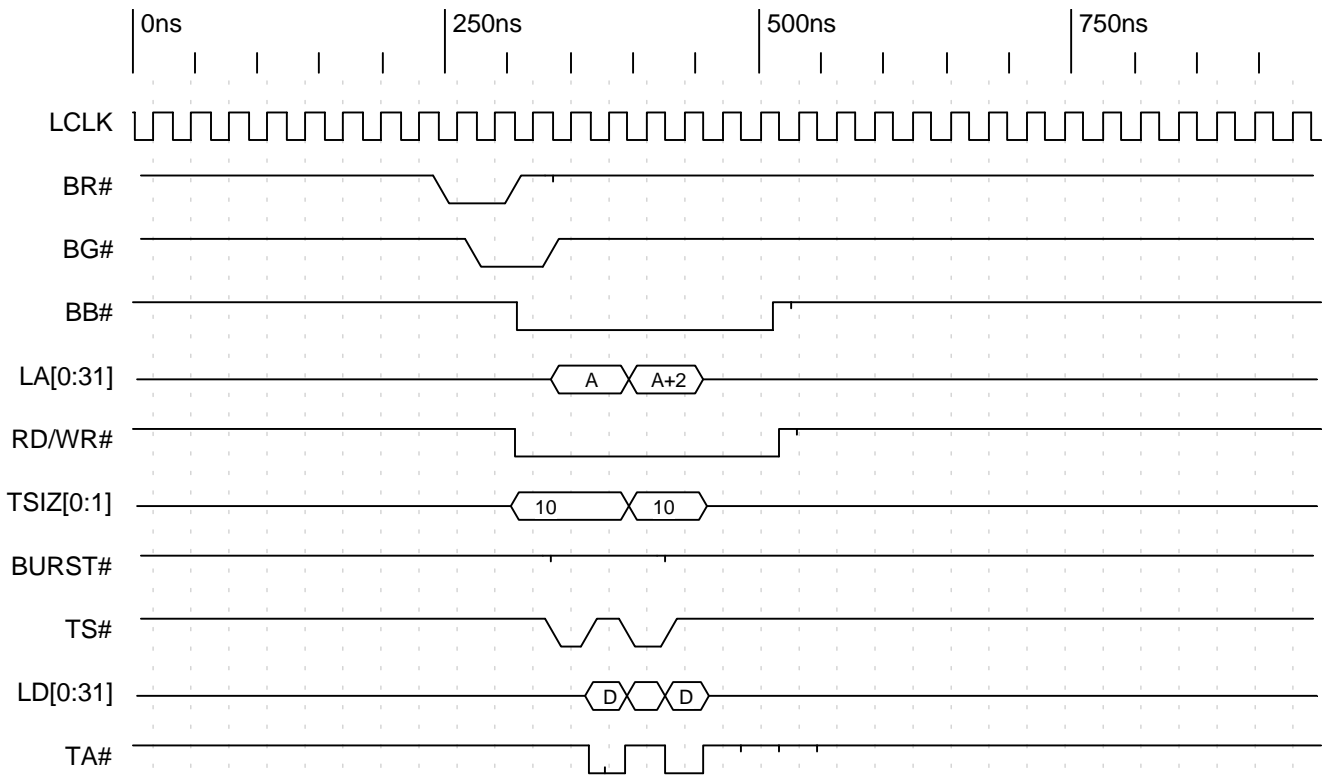 0ns 250ns 500ns 750ns
LCLK
BR#
BG#
BB#
LA[0:31] A A+2
RD/WR#
TSIZ[0:1] 10 10
BURST#
TS#
LD[0:31] D D
TA#